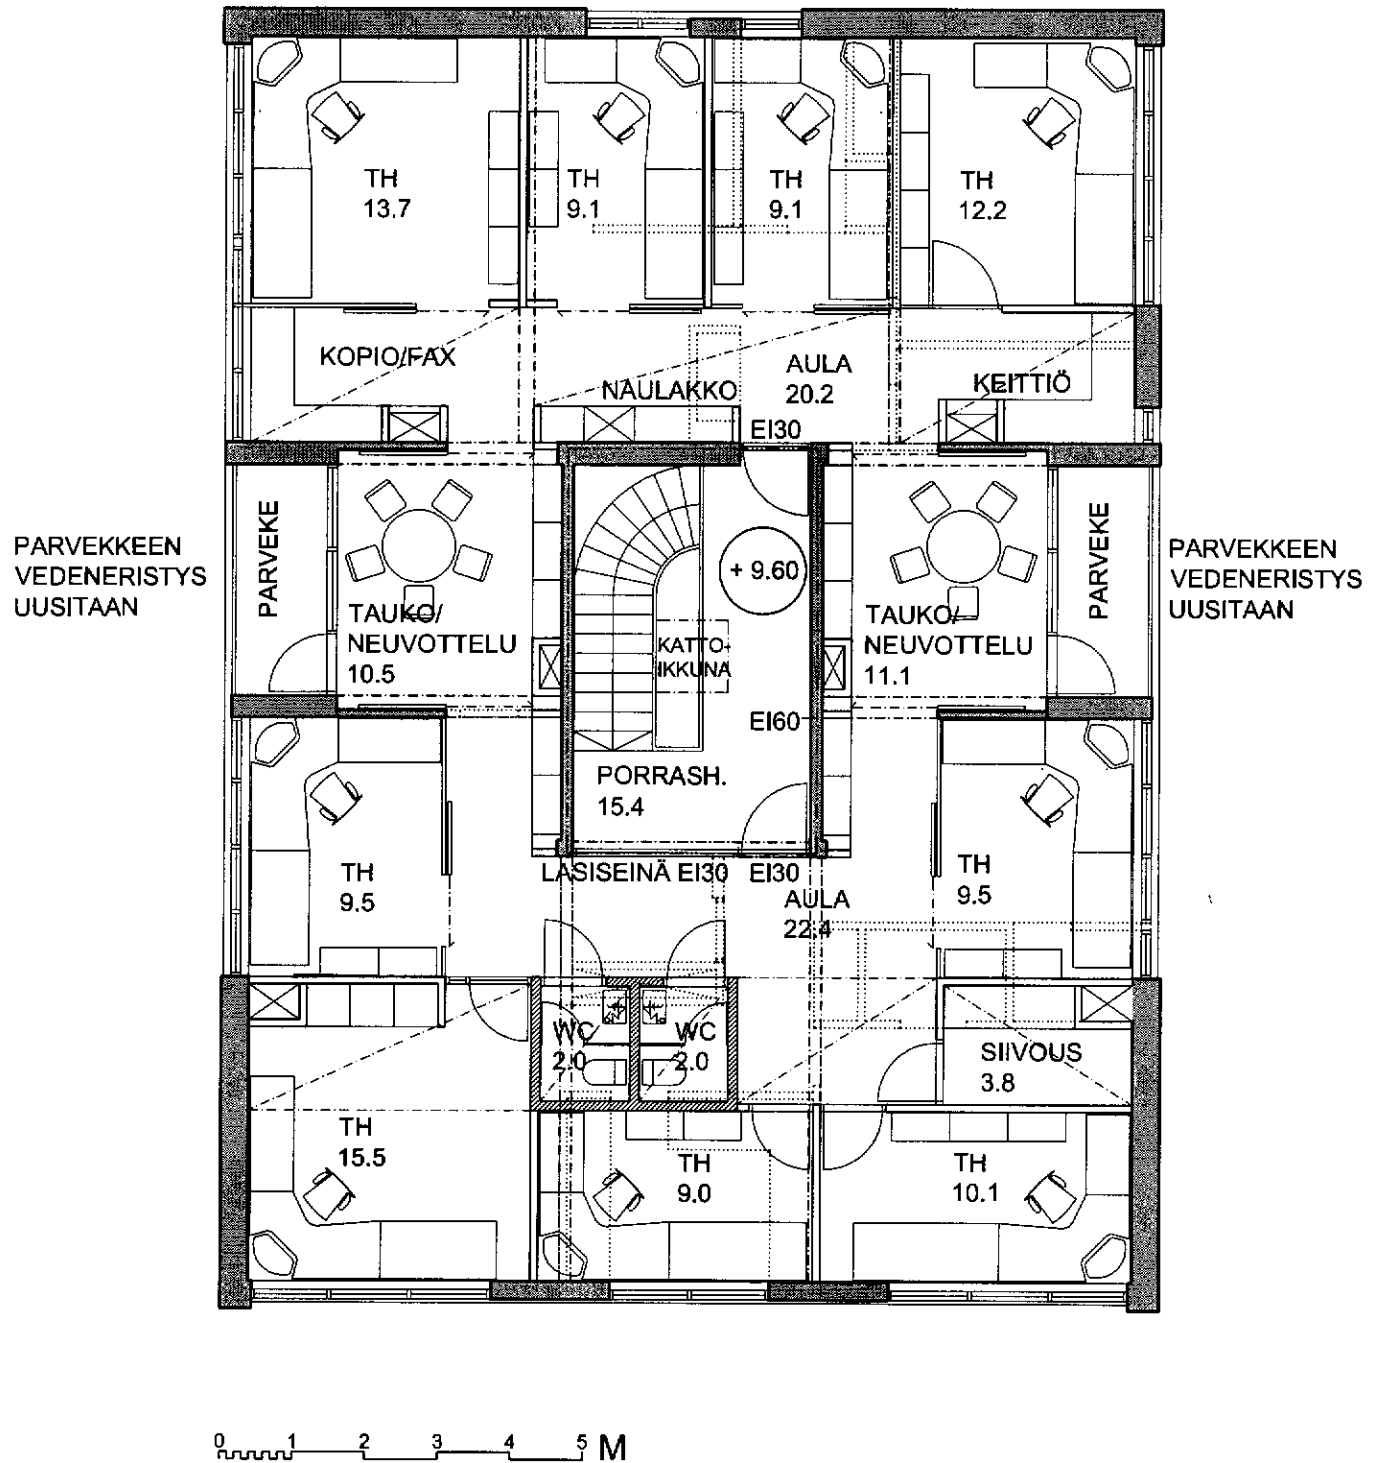 TH
13.7
TH
9.1
TH
9.1
TH
12.2
KOPIO/FAX
NAULAKKO
AULA
20.2
KEITTIÖ
EI30
PARVEKKEEN
VEDENERISTYS
UUSITAAN
PARVEKE
TAUKO/
NEUVOTTELU
10.5
+ 9.60
KATTO-
IKKUNA
EI60
PORRASH.
15.4
TAUKO/
NEUVOTTELU
11.1
PARVEKE
PARVEKKEEN
VEDENERISTYS
UUSITAAN
TH
9.5
LASISEINÄ EI30 EI30
AULA
22.4
TH
9.5
WC
2.0
WC
2.0
SIIVOUS
3.8
TH
15.5
TH
9.0
TH
10.1
0 1 2 3 4 5 M